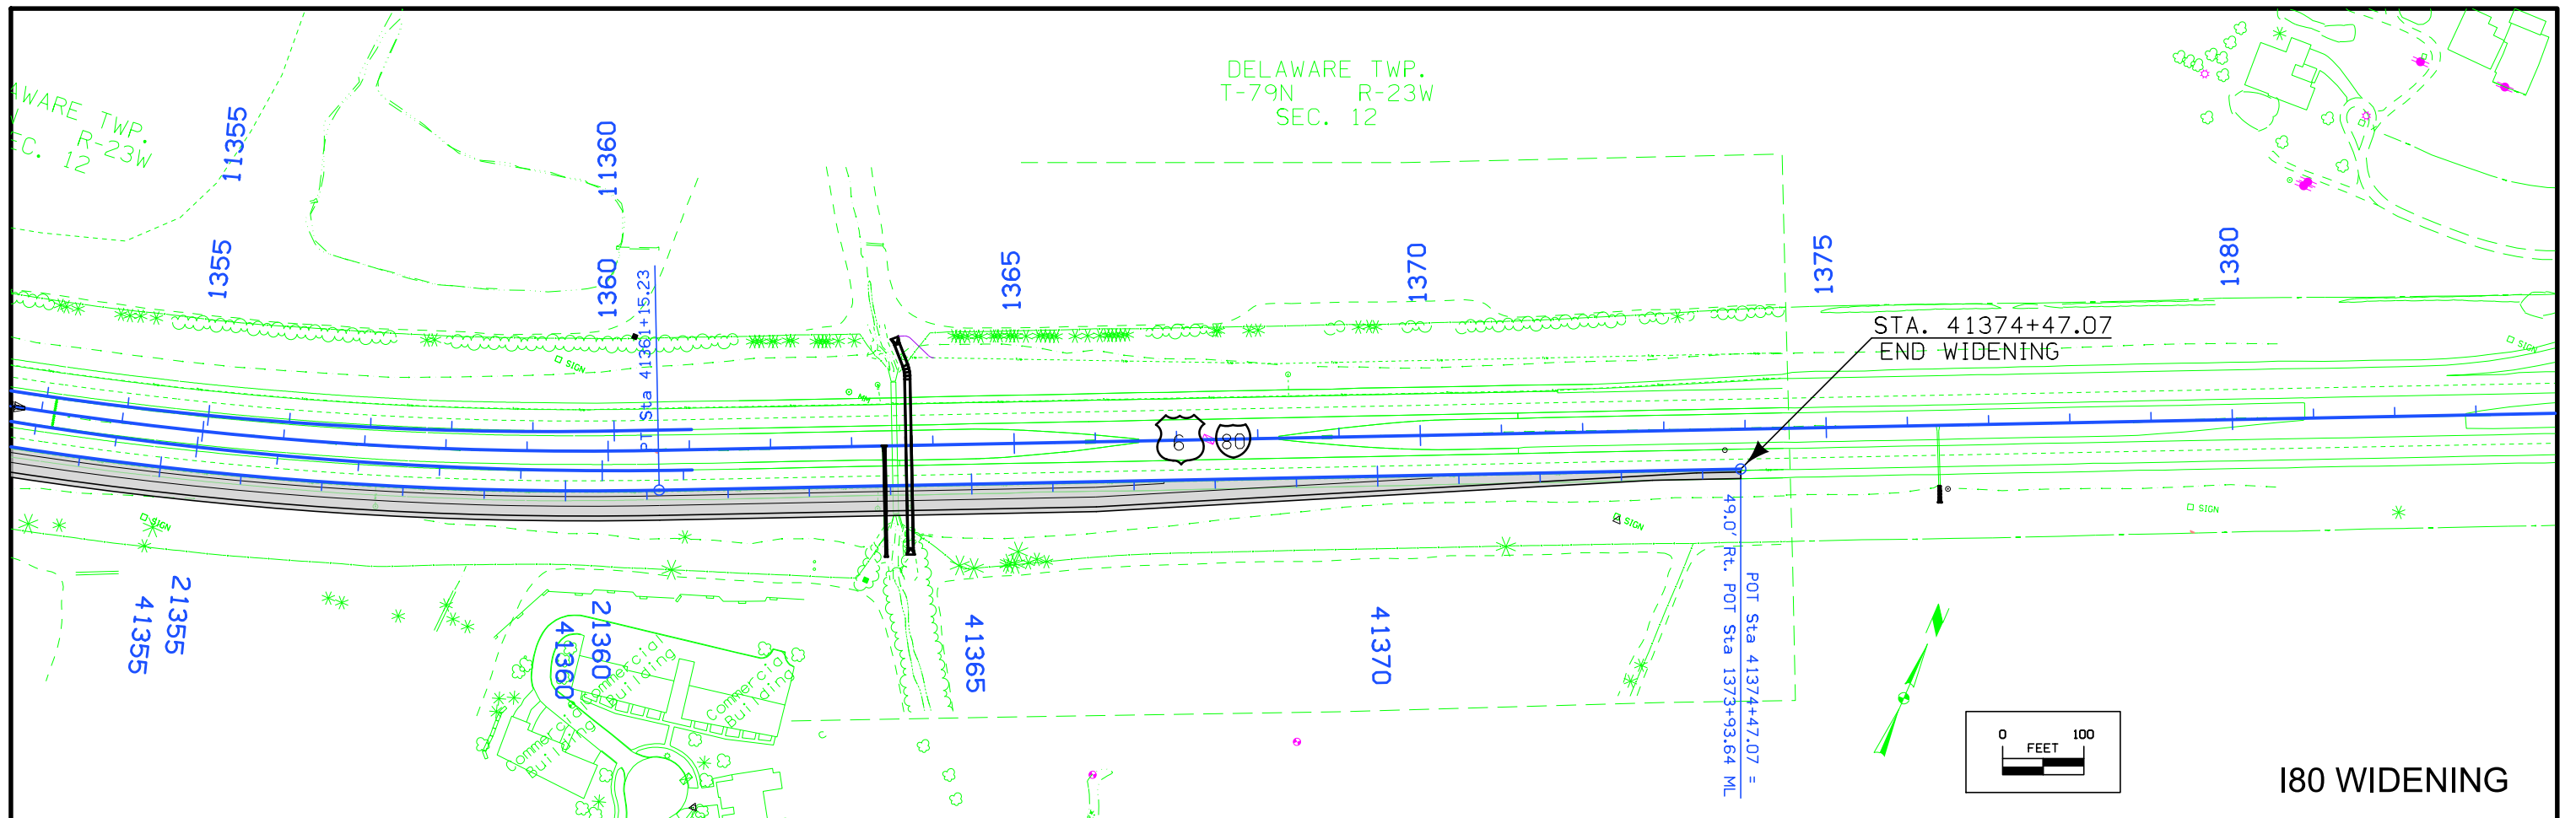 DELAWARE TWP.
T-79N R-23W
SEC. 12
AWARE TWP.
R-23W
EC. 12
11355
11360
1355
1360
1365
1370
1375
1380
PT Sta 41361+15.23
STA. 41374+47.07
END WIDENING
SIGN
SIGN
MM
6
80
SIGN
SIGN
SIGN
21355
41355
21360
41360
41365
41370
Commercial
Building
Commercial
Building
Commercial
Building
POT Sta 41374+47.07 =
49.0' Rt. POT Sta 1373+93.64 ML
0 100
FEET
I80 WIDENING